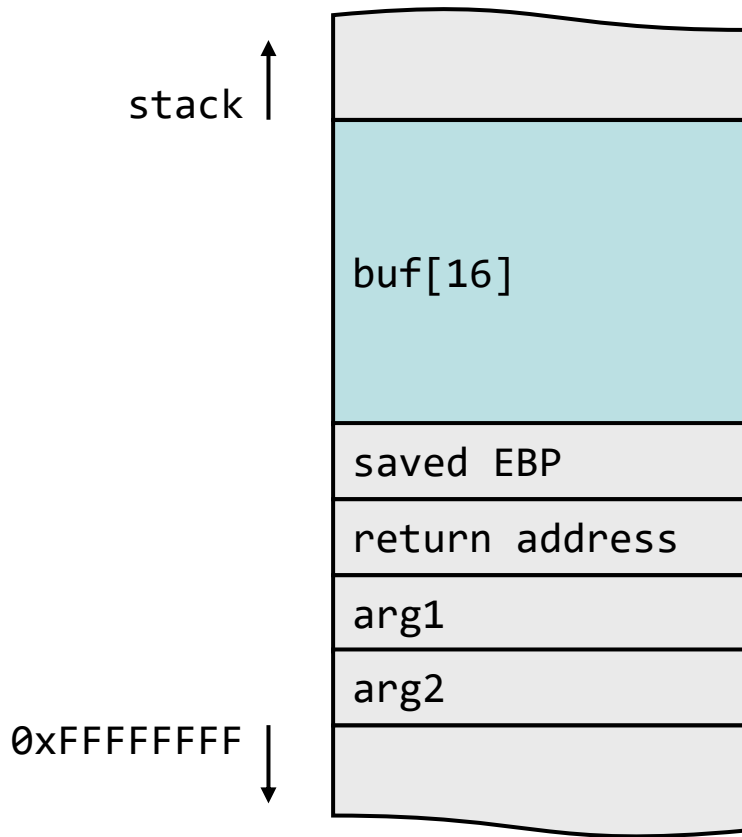 stack
buf[16]
saved EBP
return address
arg1
arg2
0xFFFFFFFF